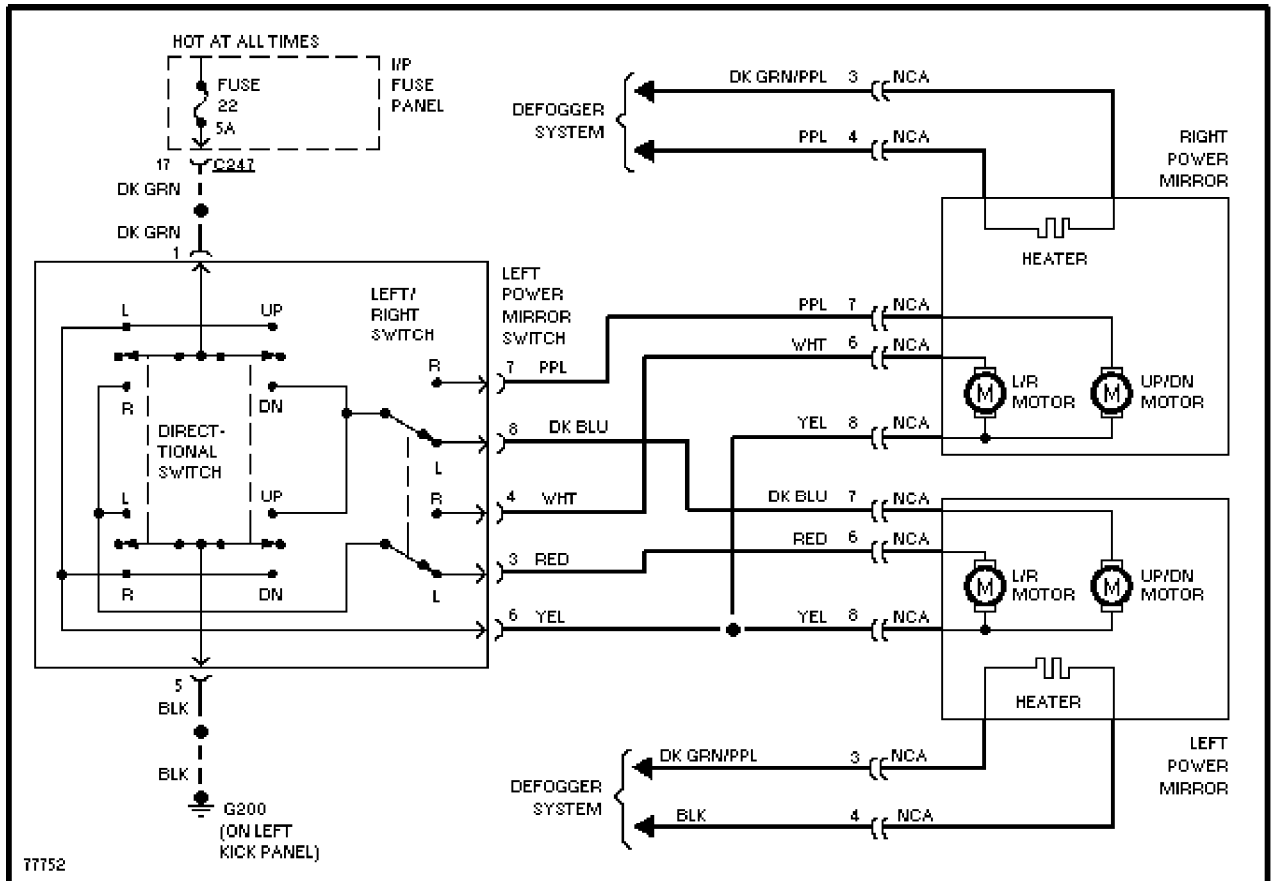 HOT AT ALL TIMES
FUSE
22
5A
I/P
FUSE
PANEL
17 C247
DK GRN
DK GRN
1
DEFOGGER
SYSTEM
DK GRN/PPL 3 NCA
PPL 4 NCA
RIGHT
POWER
MIRROR
HEATER
LEFT
POWER
MIRROR
SWITCH
LEFT/
RIGHT
SWITCH
L UP
R DN
DIRECT-
TIONAL
SWITCH
L UP
R DN
R
L
R
L
7 PPL
8 DK BLU
4 WHT
3 RED
6 YEL
PPL 7 NCA
WHT 6 NCA
YEL 8 NCA
M L/R
MOTOR
M UP/DN
MOTOR
DK BLU 7 NCA
RED 6 NCA
YEL 8 NCA
M L/R
MOTOR
M UP/DN
MOTOR
HEATER
LEFT
POWER
MIRROR
5
BLK
BLK
G200
(ON LEFT
KICK PANEL)
DEFOGGER
SYSTEM
DK GRN/PPL 3 NCA
BLK 4 NCA
77752